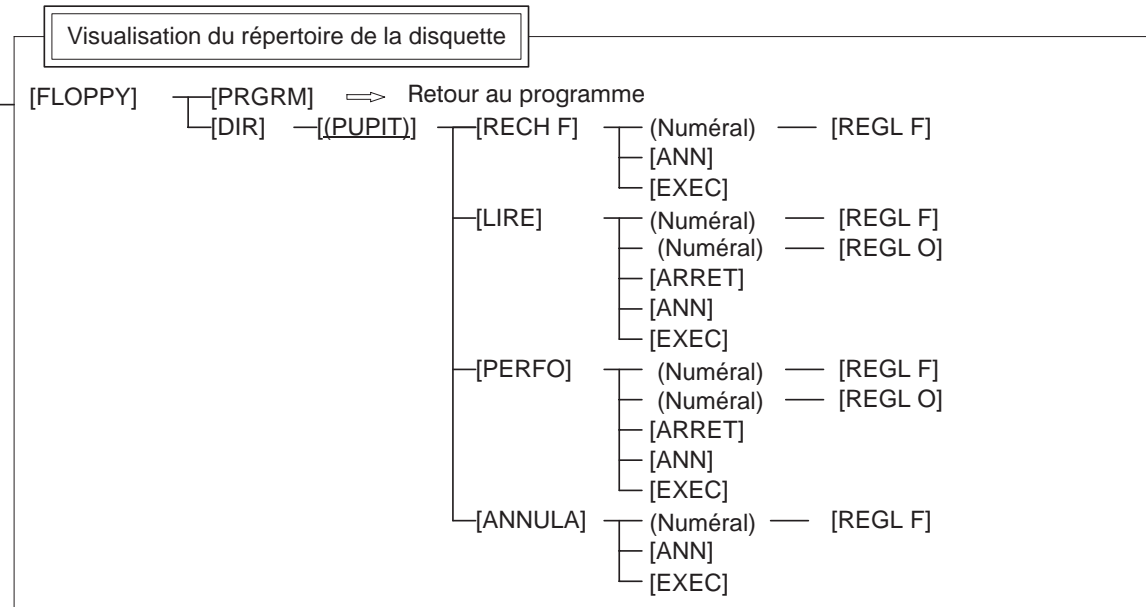 Visualisation du répertoire de la disquette
[FLOPPY] [PRGRM] Retour au programme
[DIR] [(PUPIT)] [RECH F] (Numéral) [REGL F]
[ANN]
[EXEC]
[LIRE] (Numéral) [REGL F]
(Numéral) [REGL O]
[ARRET]
[ANN]
[EXEC]
[PERFO] (Numéral) [REGL F]
(Numéral) [REGL O]
[ARRET]
[ANN]
[EXEC]
[ANNULA] (Numéral) [REGL F]
[ANN]
[EXEC]